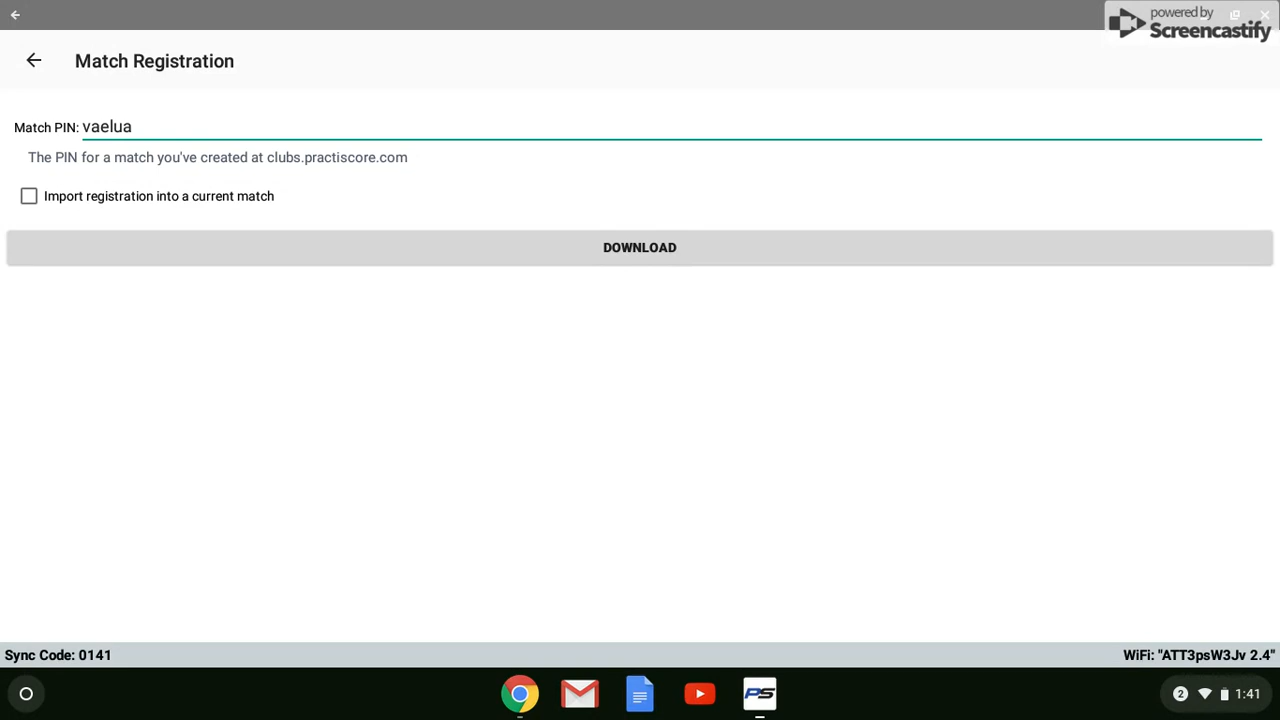 powered by
Screencastify
Match Registration
Match PIN: vaelua
The PIN for a match you've created at clubs.practiscore.com
Import registration into a current match
DOWNLOAD
Sync Code: 0141
WiFi: "ATT3psW3Jv 2.4"
PS
2
1:41